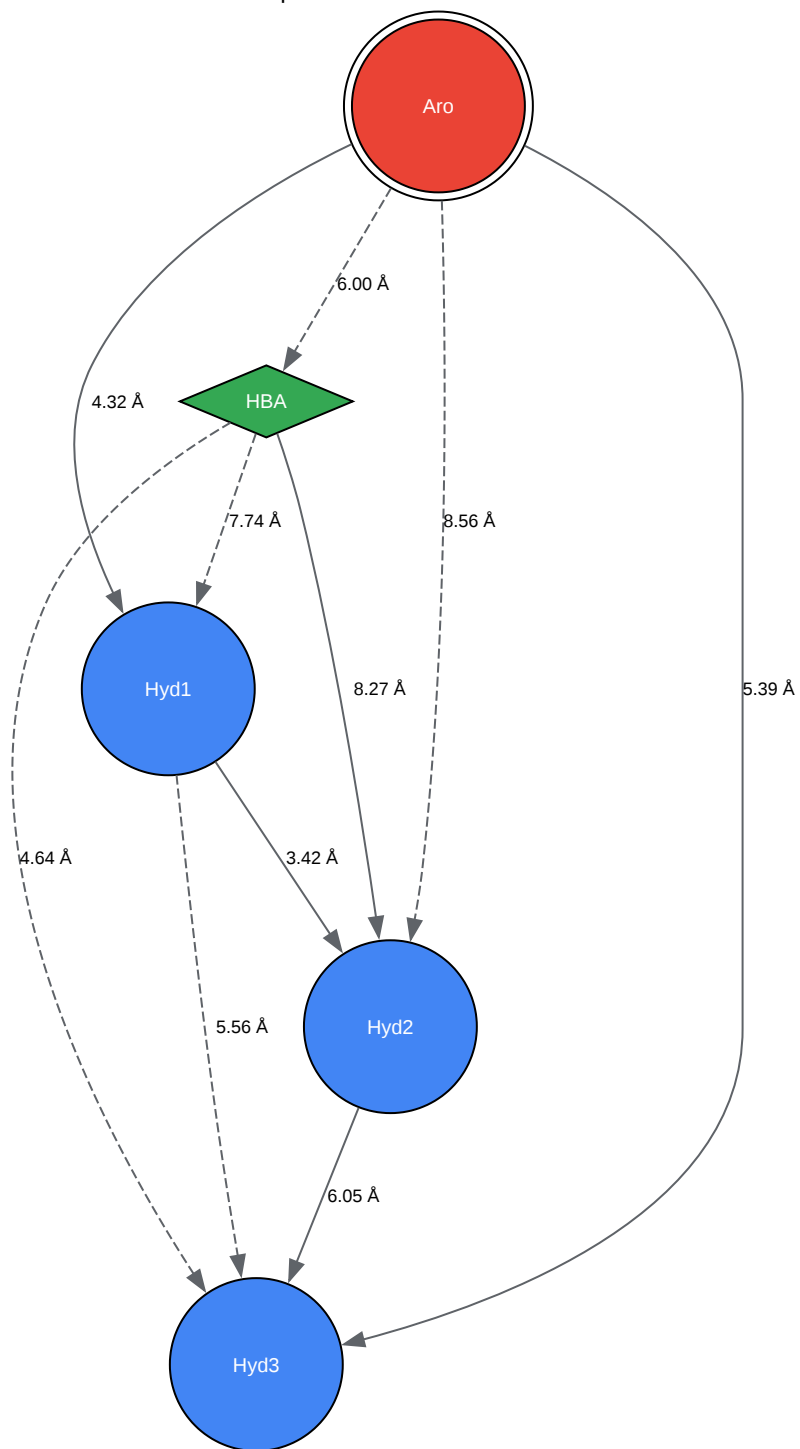 Aro
6.00 Å
4.32 Å
HBA
7.74 Å
8.56 Å
Hyd1
8.27 Å
5.39 Å
4.64 Å
3.42 Å
5.56 Å
Hyd2
6.05 Å
Hyd3